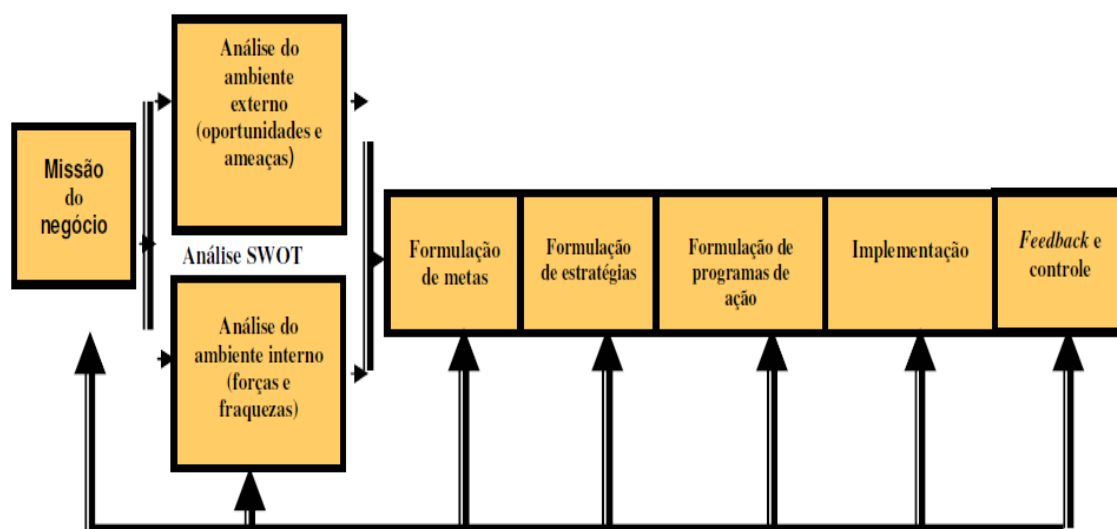 Missão
do
negócio
Análise do
ambiente
externo
(oportunidades e
ameaças)
Análise SWOT
Análise do
ambiente interno
(forças e
fraquezas)
Formulação
de metas
Formulação
de estratégias
Formulação de
programas de
ação
Implementação
Feedback e
controle